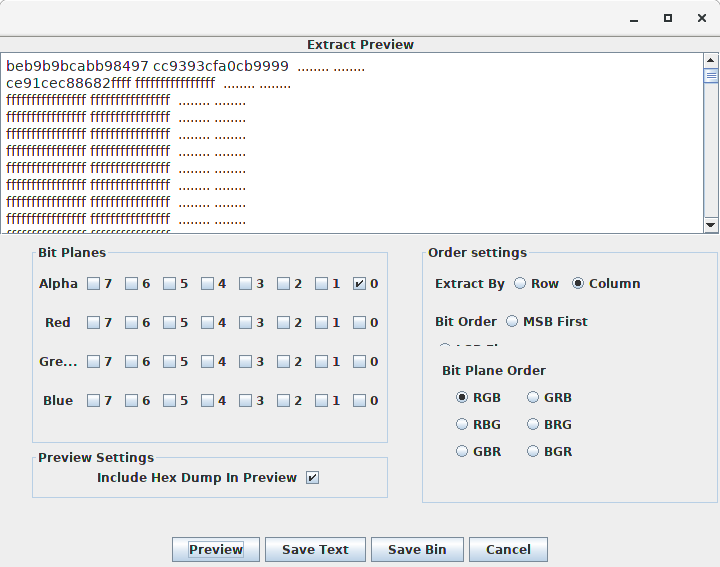 Extract Preview
beb9b9bcabb98497 cc9393cfa0cb9999 ........ ........
ce91cec88682ffff ffffffffffffffff ........ ........
ffffffffffffffff ffffffffffffffff ........ ........
ffffffffffffffff ffffffffffffffff ........ ........
ffffffffffffffff ffffffffffffffff ........ ........
ffffffffffffffff ffffffffffffffff ........ ........
ffffffffffffffff ffffffffffffffff ........ ........
ffffffffffffffff ffffffffffffffff ........ ........
ffffffffffffffff ffffffffffffffff ........ ........
ffffffffffffffff ffffffffffffffff ........ ........
Bit Planes
Alpha 7 6 5 4 3 2 1 0
Red 7 6 5 4 3 2 1 0
Gre... 7 6 5 4 3 2 1 0
Blue 7 6 5 4 3 2 1 0
Preview Settings
Include Hex Dump In Preview
Order settings
Extract By Row Column
Bit Order MSB First
Bit Plane Order
RGB GRB
RBG BRG
GBR BGR
Preview Save Text Save Bin Cancel